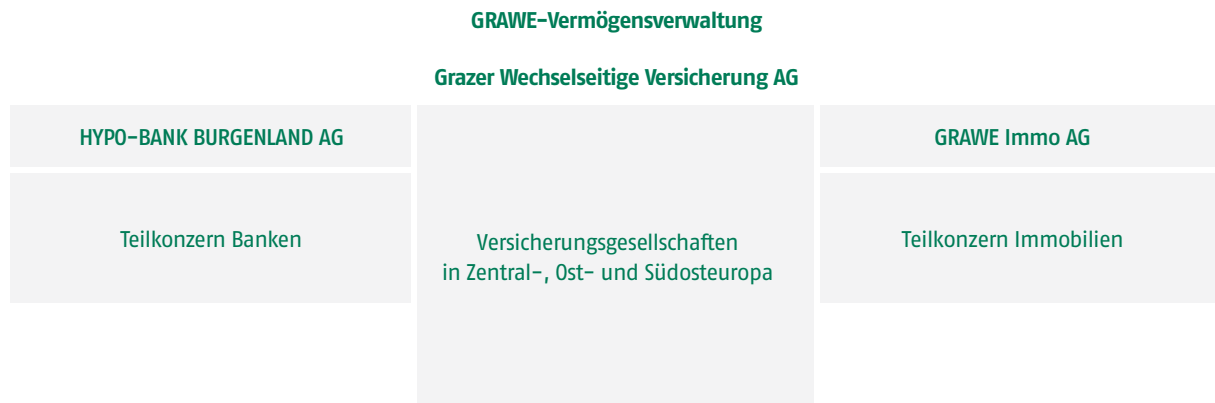 GRAWE-Vermögensverwaltung
Grazer Wechselseitige Versicherung AG
HYPO-BANK BURGENLAND AG
Teilkonzern Banken
Versicherungsgesellschaften
in Zentral-, Ost- und Südosteuropa
GRAWE Immo AG
Teilkonzern Immobilien